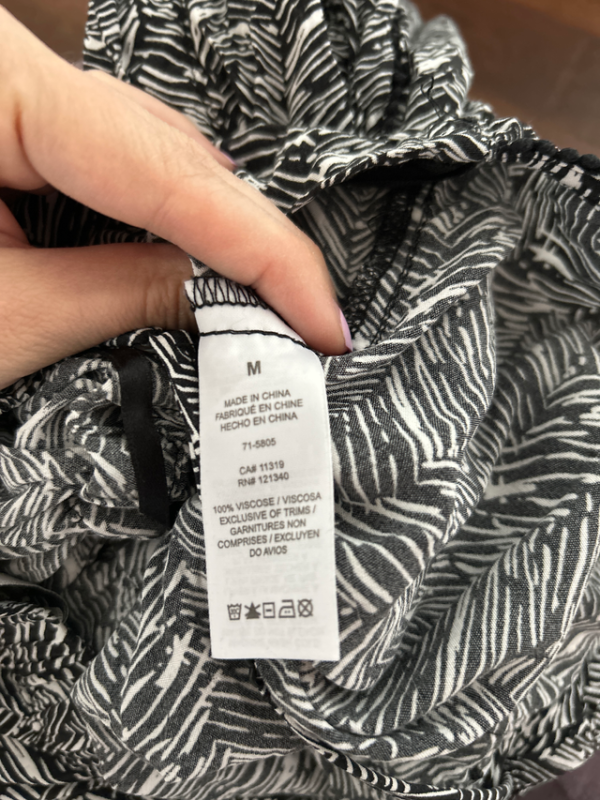 M
MADE IN CHINA
FABRIQUÉ EN CHINE
HECHO EN CHINA
71-5805
CA# 11319
RN# 121340
100% VISCOSE / VISCOSA
EXCLUSIVE OF TRIMS /
GARNITURES NON
COMPRISES / EXCLUYEN
DO AVIOS